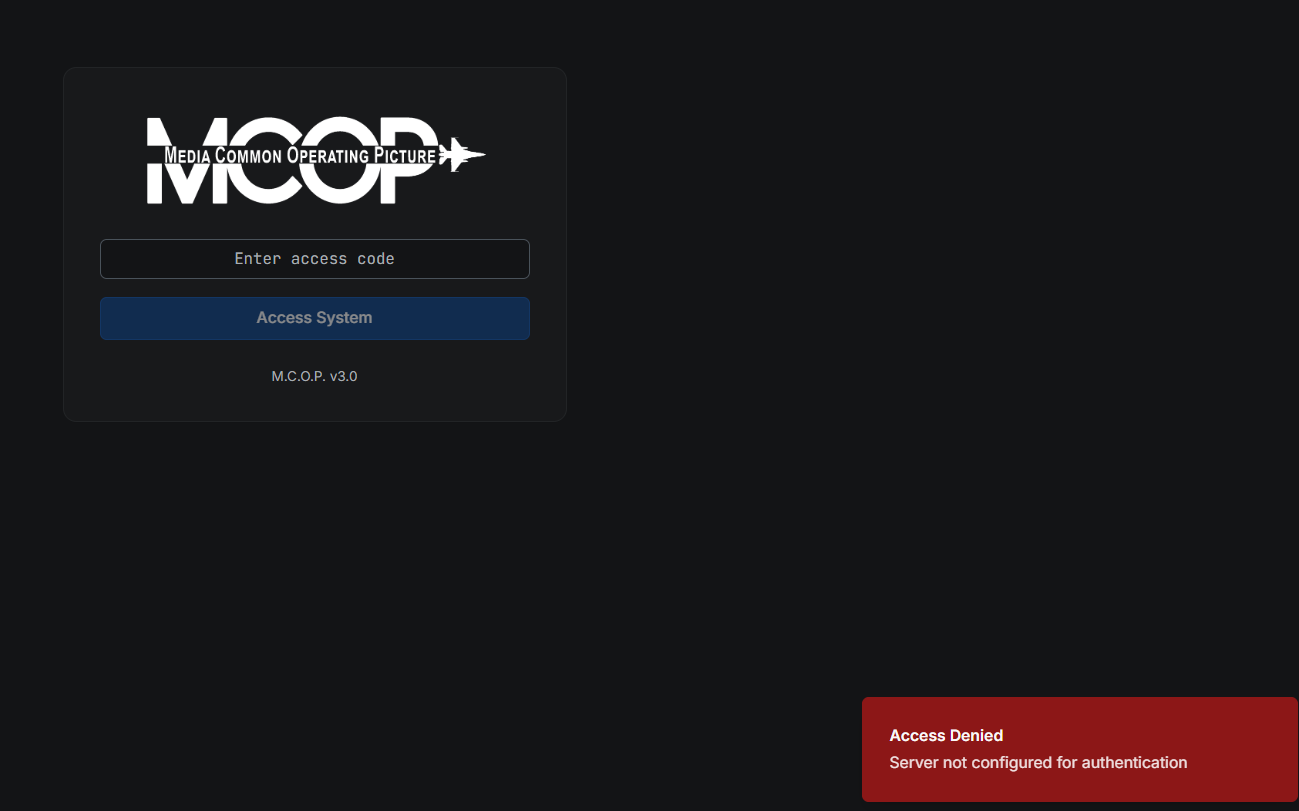 MCOP
Media Common Operating Picture
Enter access code
Access System
M.C.O.P. v3.0
Access Denied
Server not configured for authentication